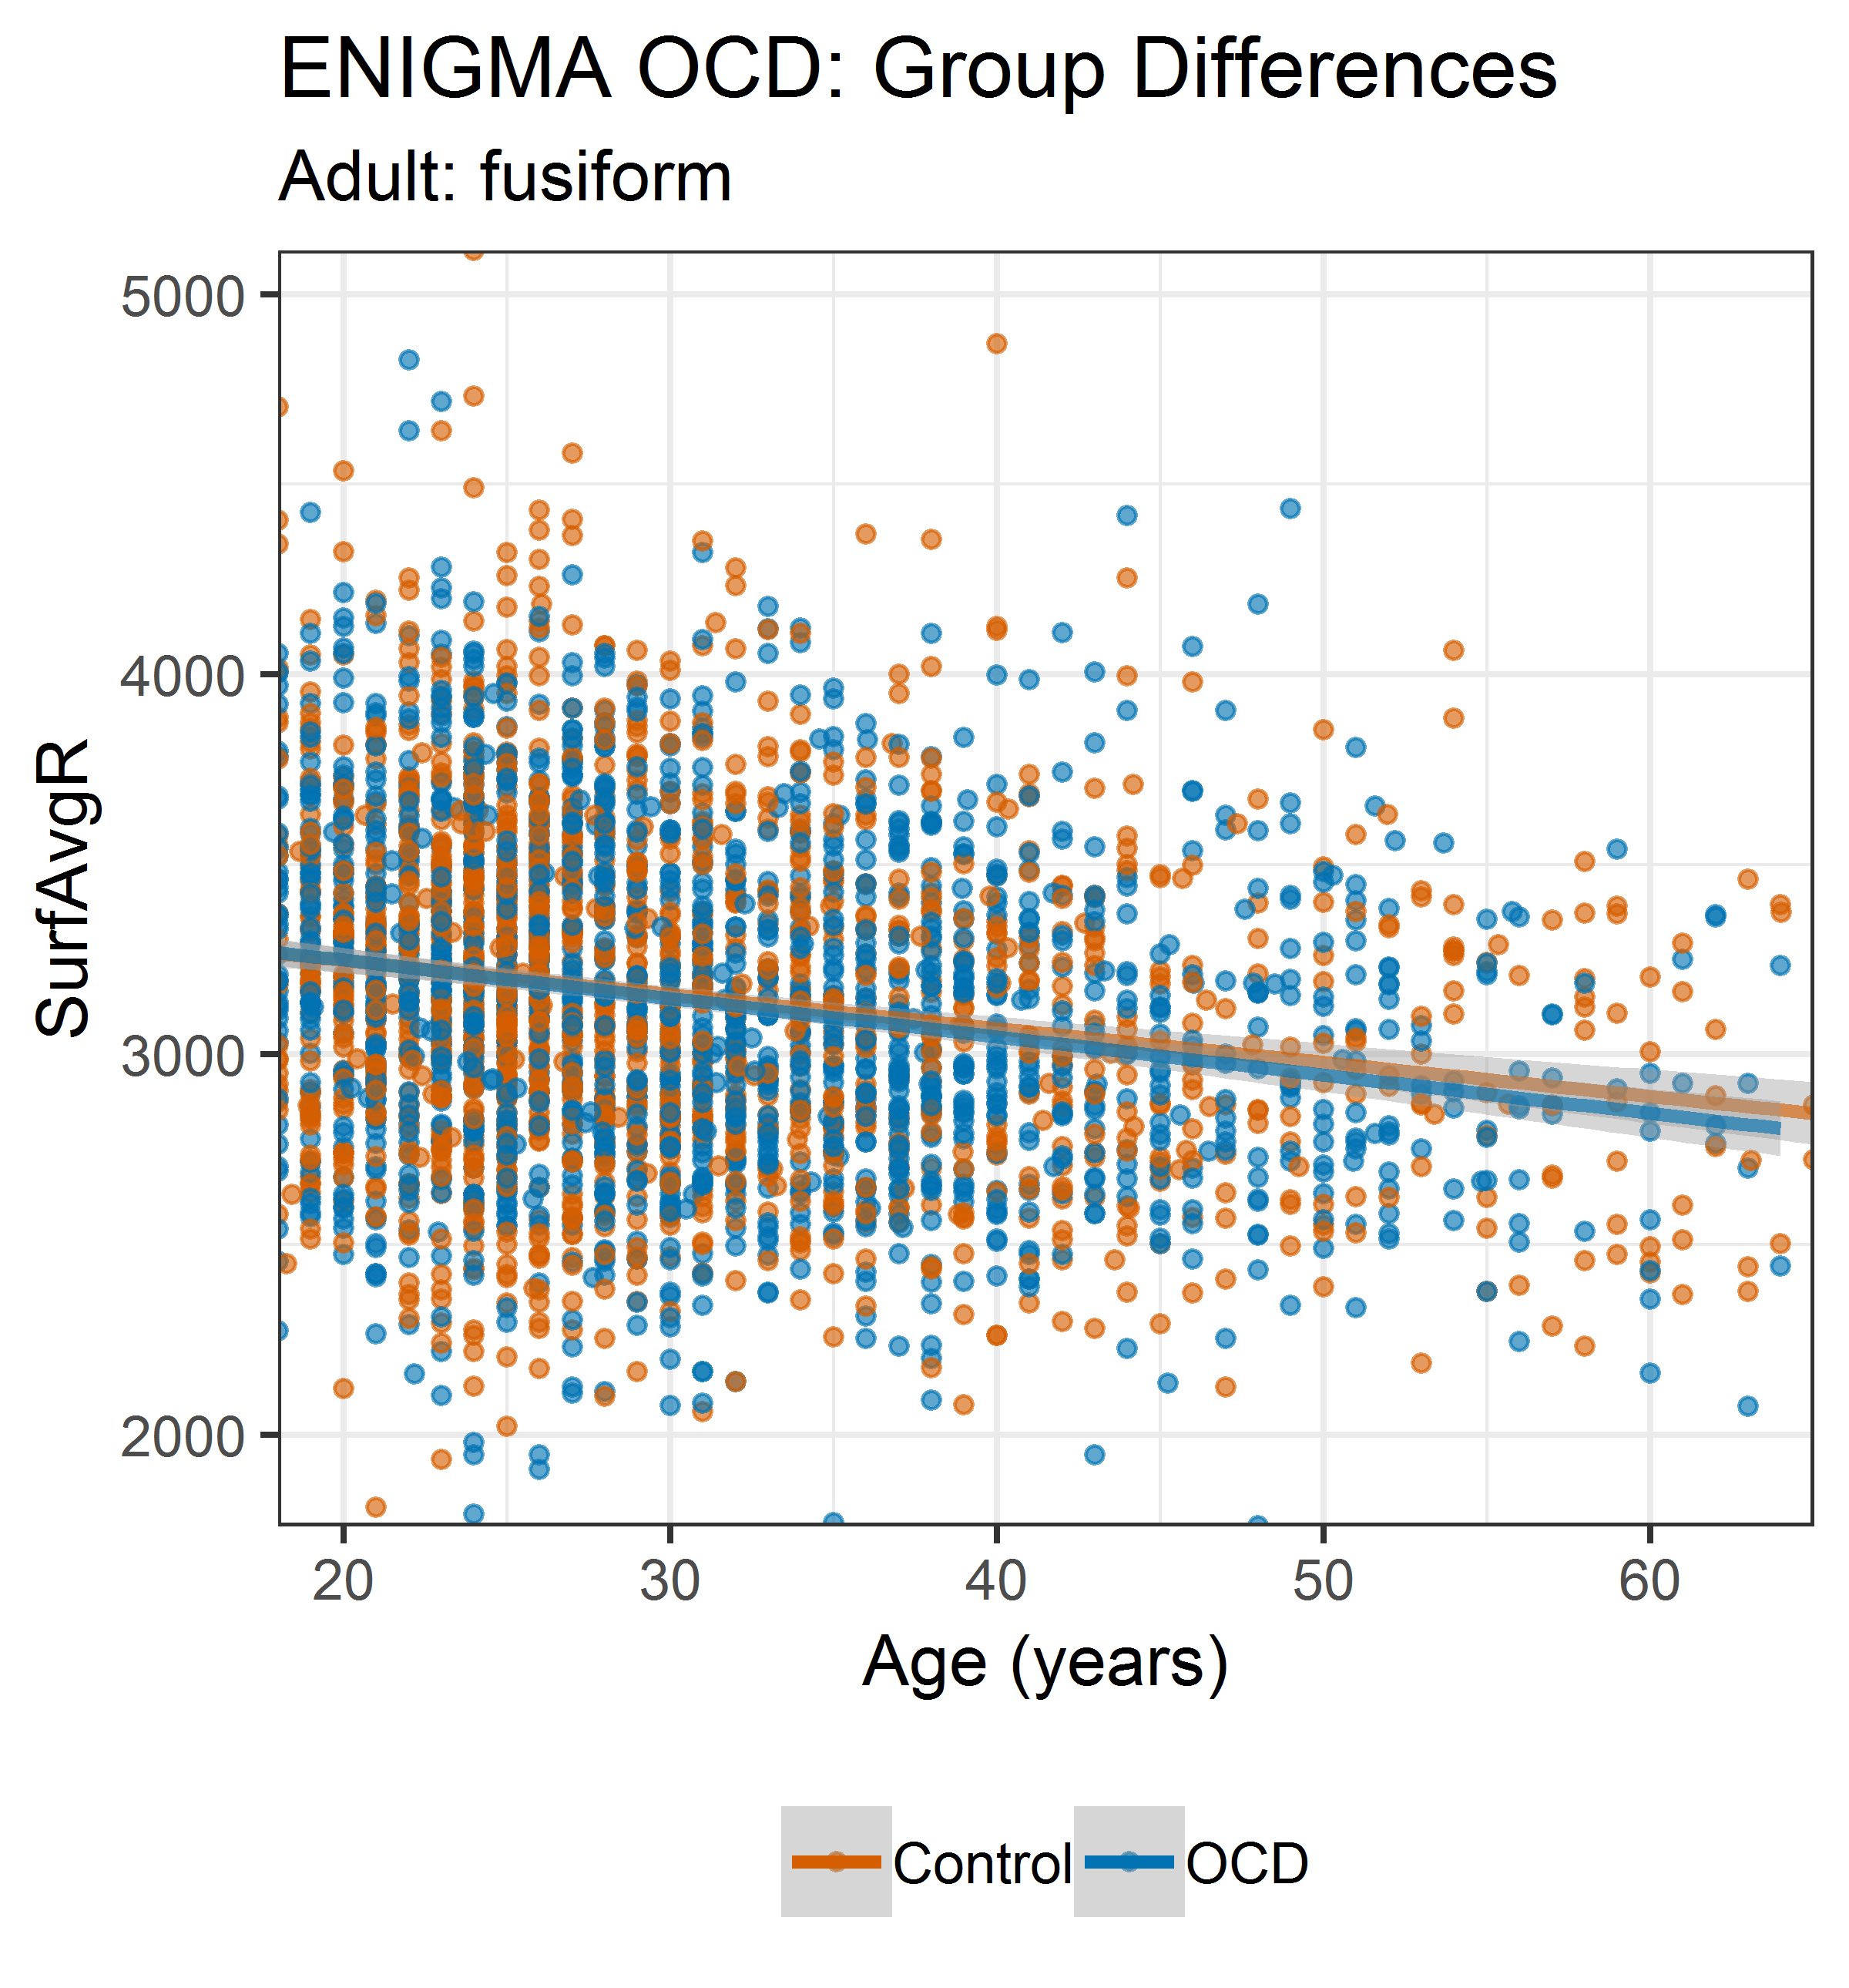 ENIGMA OCD: Group Differences
Adult: fusiform
5000
4000
3000
2000
SurfAvgR
20 30 40 50 60
Age (years)
Control OCD